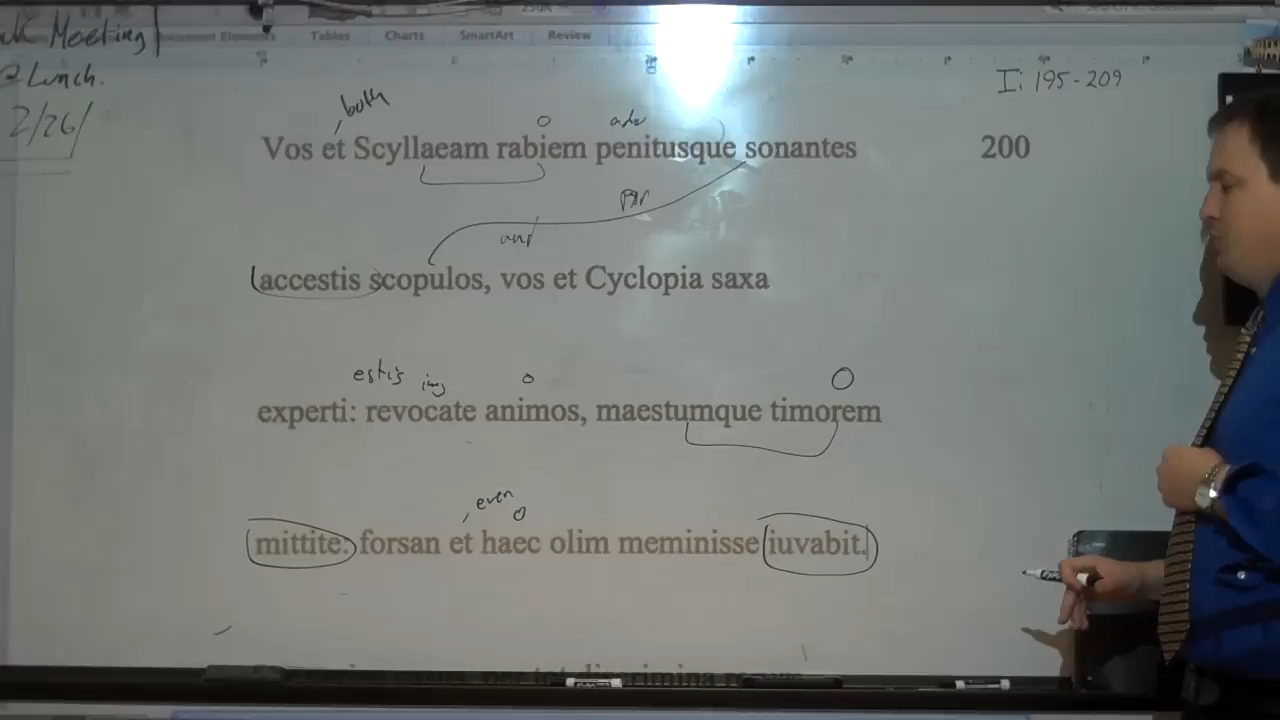 Meeting
Tables Charts SmartArt Review
@ Lunch.
I: 195-209
2/26/
both
O adv
Vos et Scyllaeam rabiem penitusque sonantes 200
accestis scopulos, vos et Cyclopia saxa
estis O O
experti: revocate animos, maestumque timorem
even
O
mittite: forsan et haec olim meminisse iuvabit.